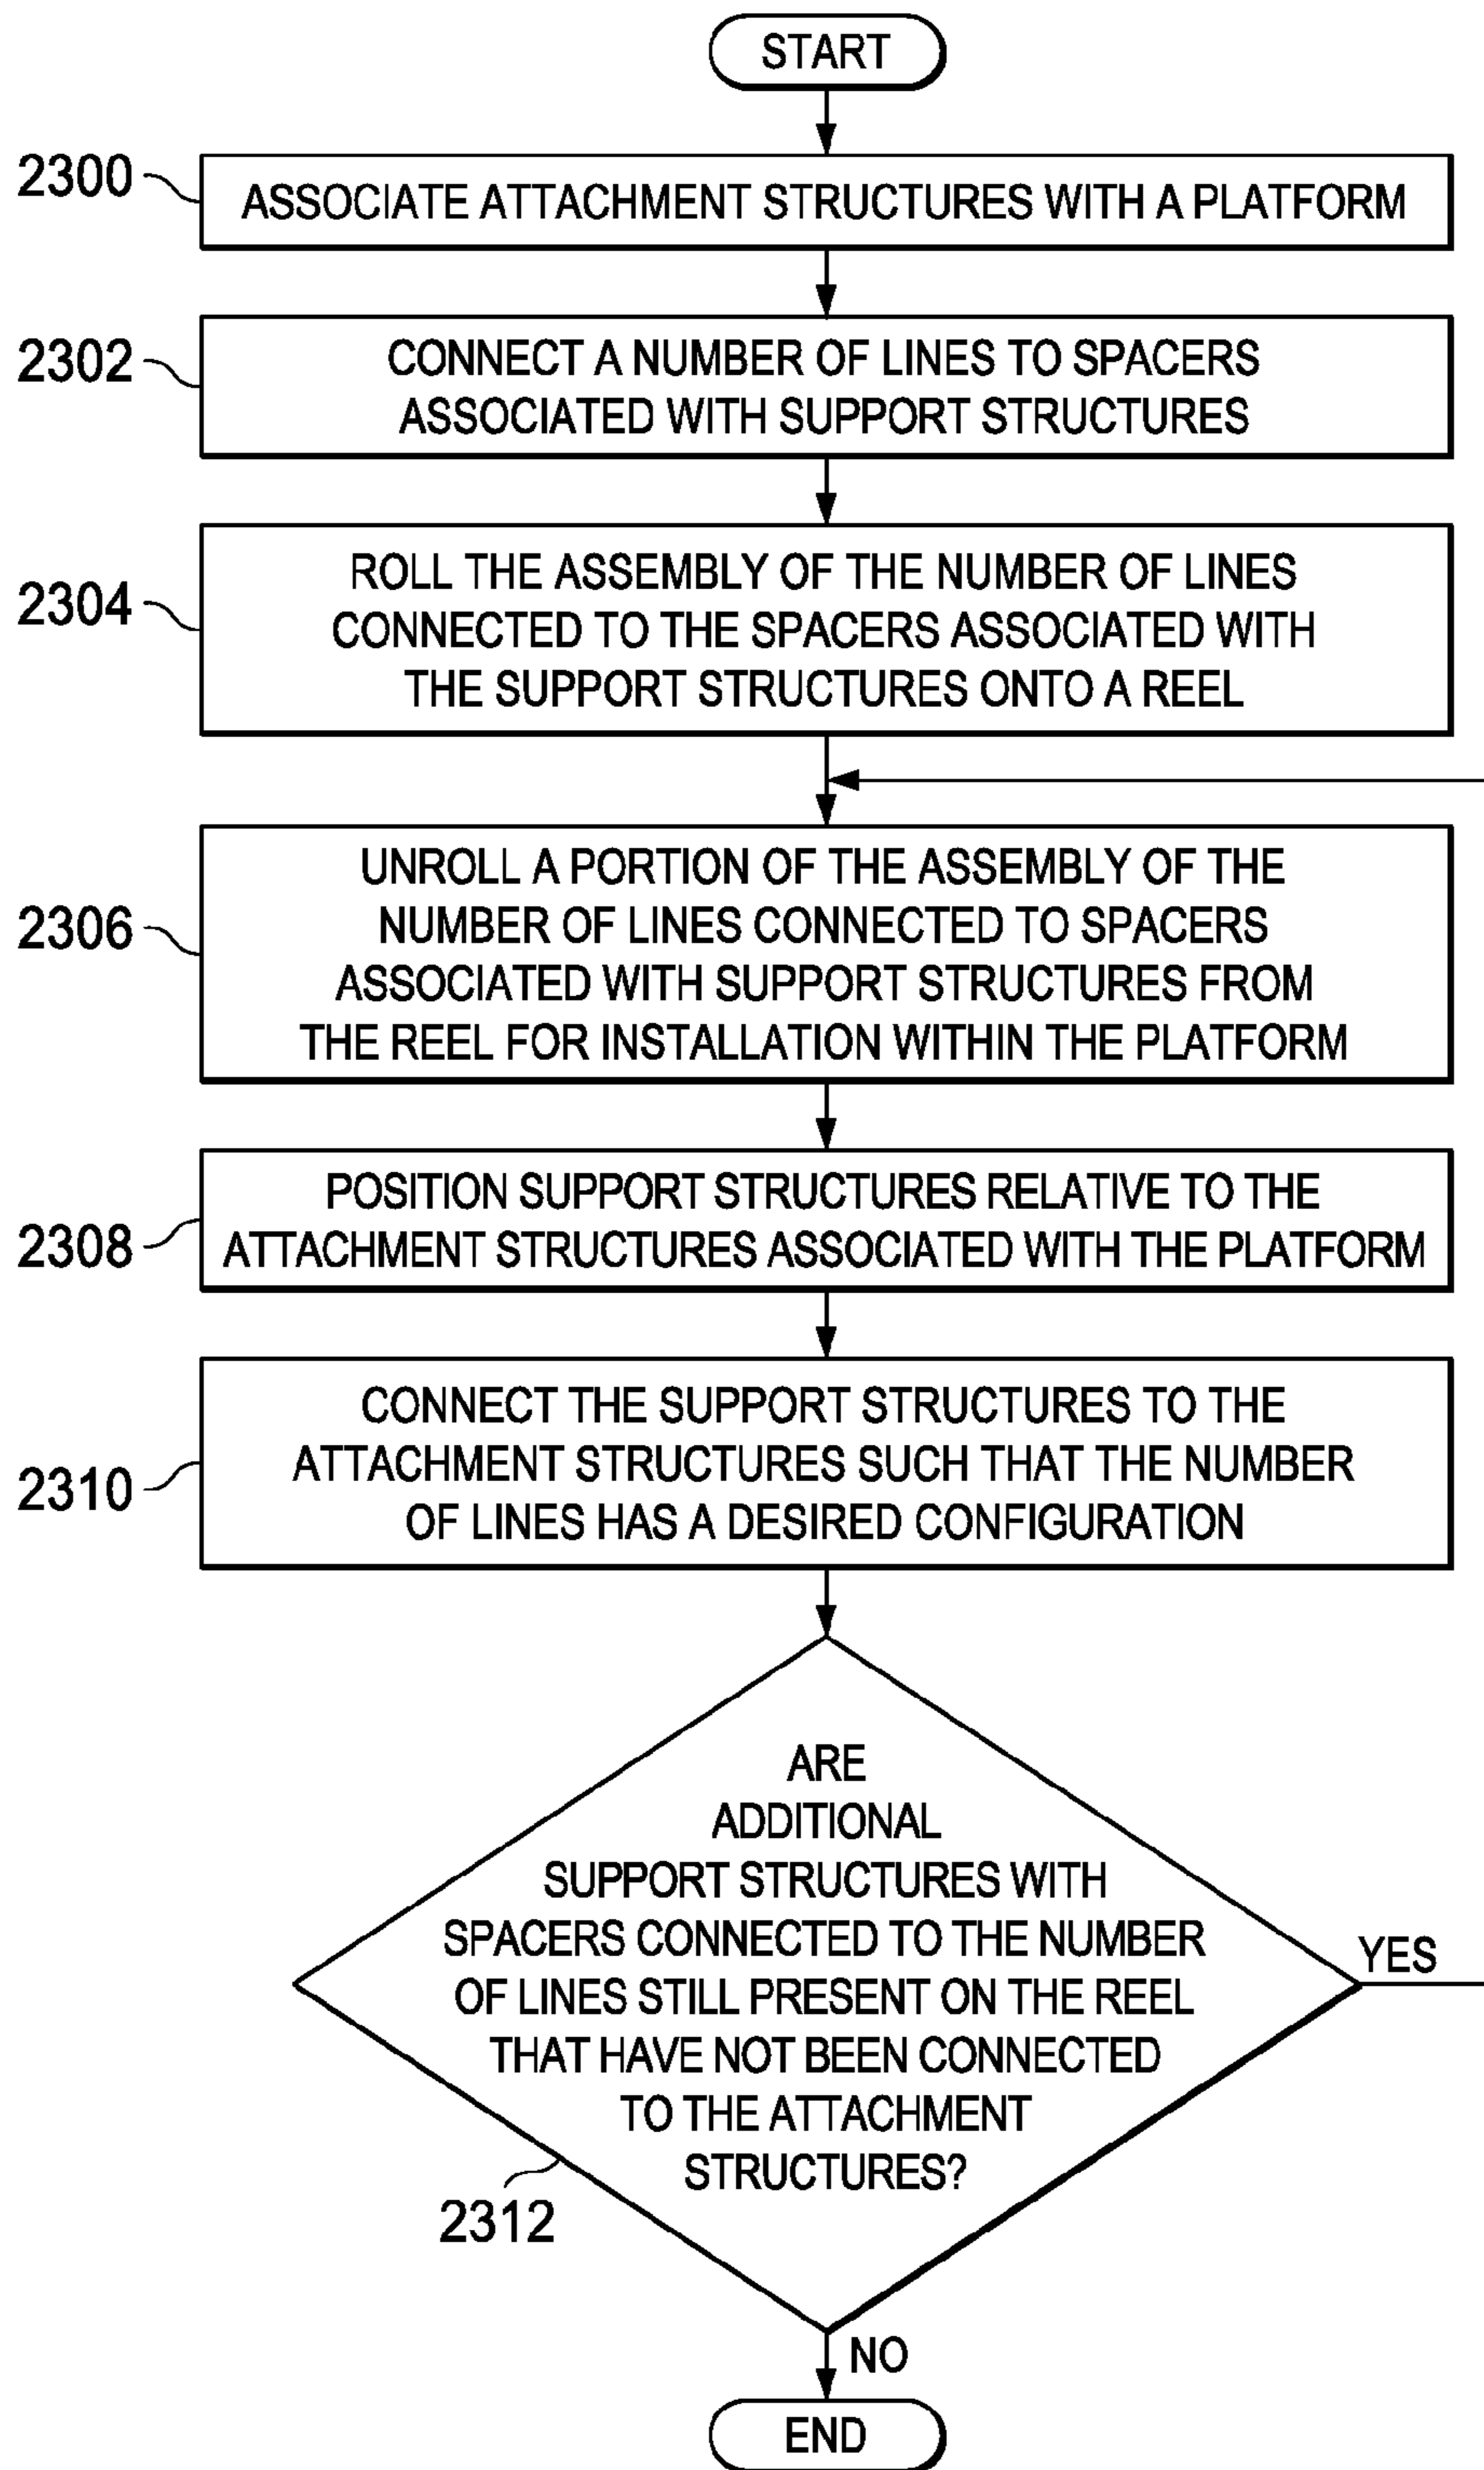 START
2300
ASSOCIATE ATTACHMENT STRUCTURES WITH A PLATFORM
2302
CONNECT A NUMBER OF LINES TO SPACERS
ASSOCIATED WITH SUPPORT STRUCTURES
2304
ROLL THE ASSEMBLY OF THE NUMBER OF LINES
CONNECTED TO THE SPACERS ASSOCIATED WITH
THE SUPPORT STRUCTURES ONTO A REEL
2306
UNROLL A PORTION OF THE ASSEMBLY OF THE
NUMBER OF LINES CONNECTED TO SPACERS
ASSOCIATED WITH SUPPORT STRUCTURES FROM
THE REEL FOR INSTALLATION WITHIN THE PLATFORM
2308
POSITION SUPPORT STRUCTURES RELATIVE TO THE
ATTACHMENT STRUCTURES ASSOCIATED WITH THE PLATFORM
2310
CONNECT THE SUPPORT STRUCTURES TO THE
ATTACHMENT STRUCTURES SUCH THAT THE NUMBER
OF LINES HAS A DESIRED CONFIGURATION
ARE
ADDITIONAL
SUPPORT STRUCTURES WITH
SPACERS CONNECTED TO THE NUMBER
OF LINES STILL PRESENT ON THE REEL
THAT HAVE NOT BEEN CONNECTED
TO THE ATTACHMENT
STRUCTURES?
YES
2312
NO
END